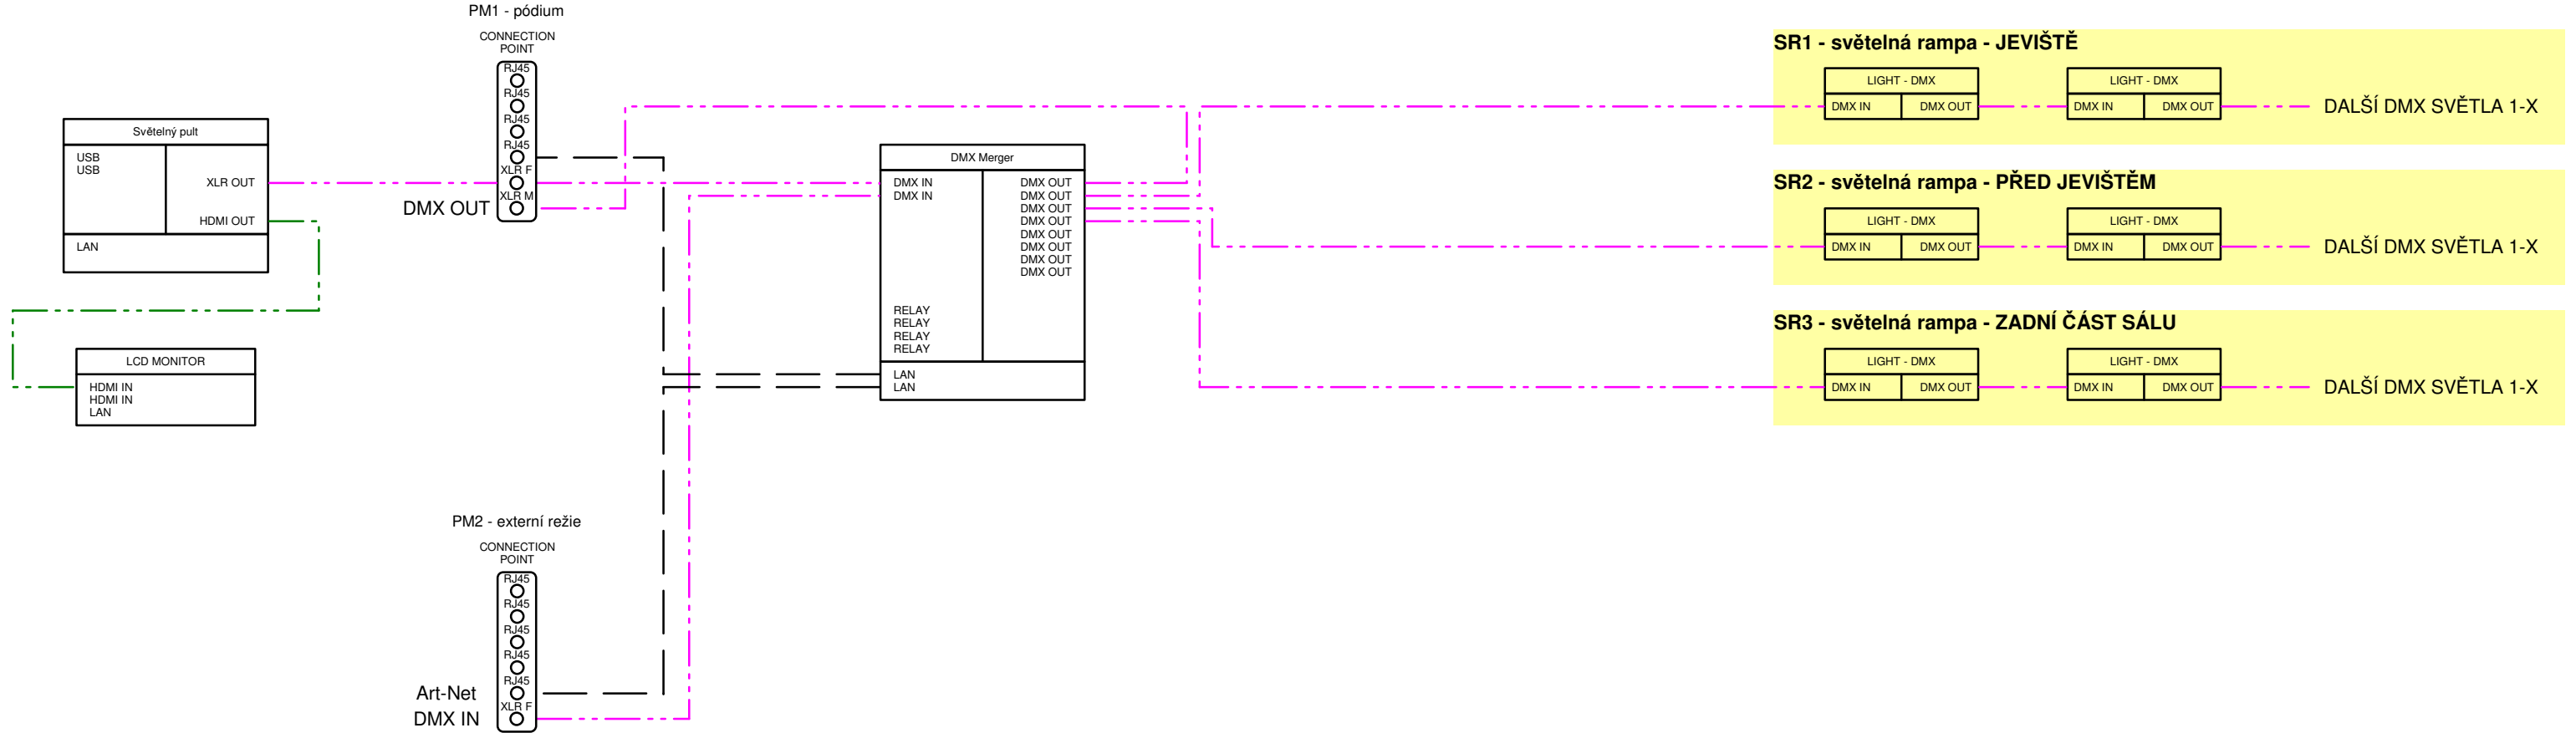 PM1 - pódium
CONNECTION
POINT
RJ45
RJ45
RJ45
RJ45
XLR F
XLR M
DMX OUT
Světelný pult
USB
USB
XLR OUT
HDMI OUT
LAN
LCD MONITOR
HDMI IN
HDMI IN
LAN
DMX Merger
DMX IN
DMX IN
DMX OUT
DMX OUT
DMX OUT
DMX OUT
DMX OUT
DMX OUT
DMX OUT
DMX OUT
RELAY
RELAY
RELAY
RELAY
LAN
LAN
PM2 - externí režie
CONNECTION
POINT
RJ45
RJ45
RJ45
RJ45
RJ45
XLR F
Art-Net
DMX IN
SR1 - světelná rampa - JEVIŠTĚ
LIGHT - DMX
DMX IN
DMX OUT
LIGHT - DMX
DMX IN
DMX OUT
DALŠÍ DMX SVĚTLA 1-X
SR2 - světelná rampa - PŘED JEVIŠTĚM
LIGHT - DMX
DMX IN
DMX OUT
LIGHT - DMX
DMX IN
DMX OUT
DALŠÍ DMX SVĚTLA 1-X
SR3 - světelná rampa - ZADNÍ ČÁST SÁLU
LIGHT - DMX
DMX IN
DMX OUT
LIGHT - DMX
DMX IN
DMX OUT
DALŠÍ DMX SVĚTLA 1-X